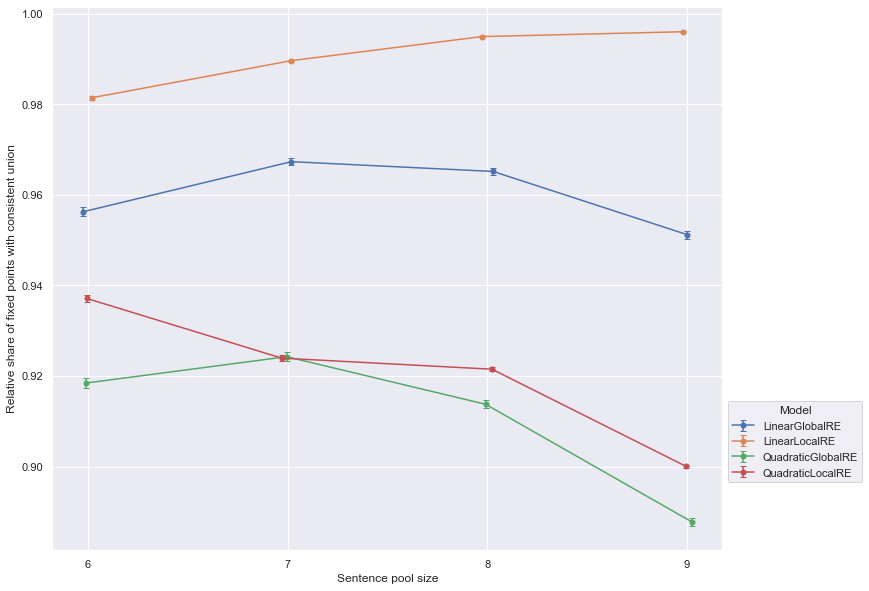 Relative share of fixed points with consistent union
1.00
0.98
0.96
0.94
0.92
0.90
6
7
8
9
Sentence pool size
Model
LinearGlobalRE
LinearLocalRE
QuadraticGlobalRE
QuadraticLocalRE